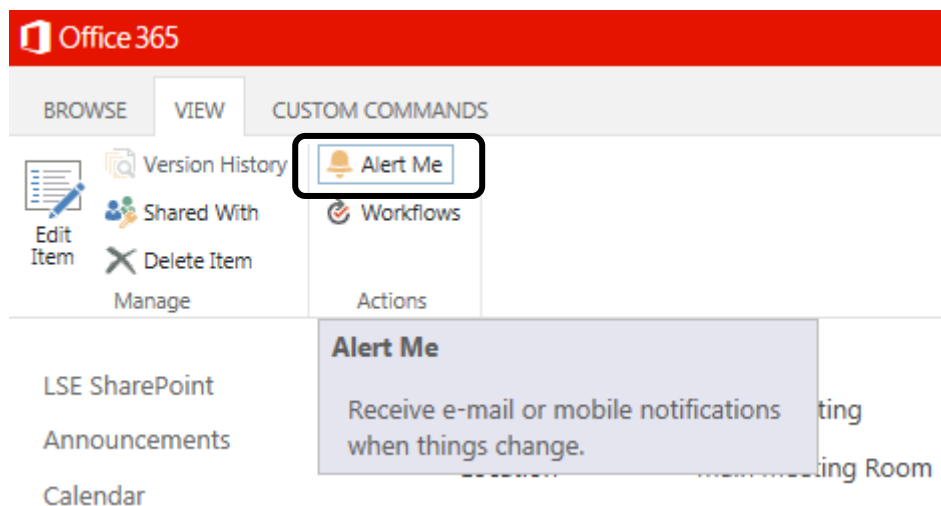 Office 365
BROWSE VIEW CUSTOM COMMANDS
Version History Alert Me
Shared With Workflows
Edit
Item
Delete Item
Manage Actions
Alert Me
LSE SharePoint
Receive e-mail or mobile notifications
when things change.
ting
Announcements
Main Meeting Room
Calendar